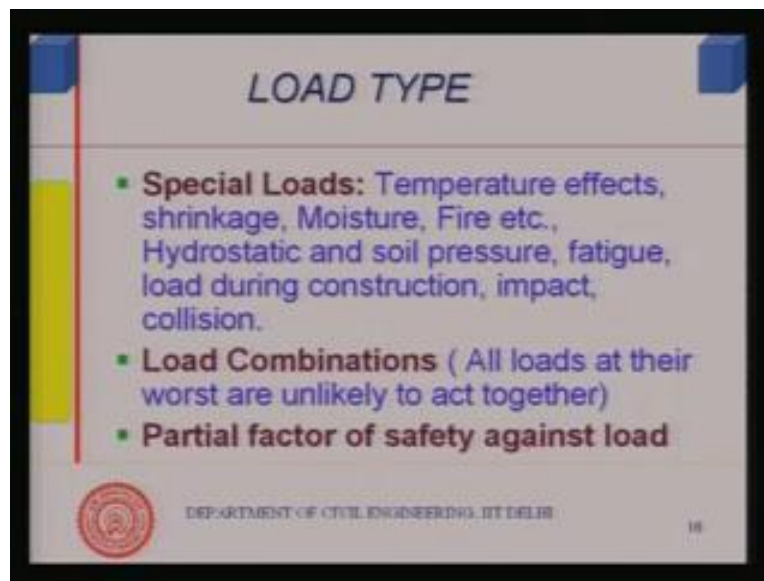 LOAD TYPE
▪ Special Loads: Temperature effects,
shrinkage, Moisture, Fire etc.,
Hydrostatic and soil pressure, fatigue,
load during construction, impact,
collision.
▪ Load Combinations ( All loads at their
worst are unlikely to act together)
▪ Partial factor of safety against load
DEPARTMENT OF CIVIL ENGINEERING, IIT DELHI